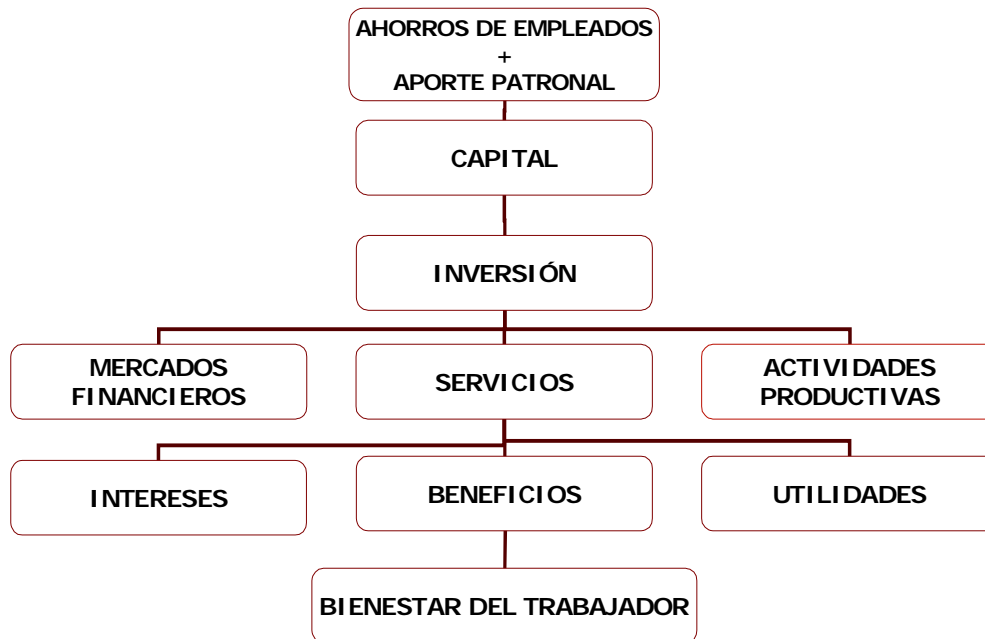 AHORROS DE EMPLEADOS
+
APORTE PATRONAL
CAPITAL
INVERSIÓN
MERCADOS
FINANCIEROS
SERVICIOS
ACTIVIDADES
PRODUCTIVAS
INTERESES
BENEFICIOS
UTILIDADES
BIENESTAR DEL TRABAJADOR